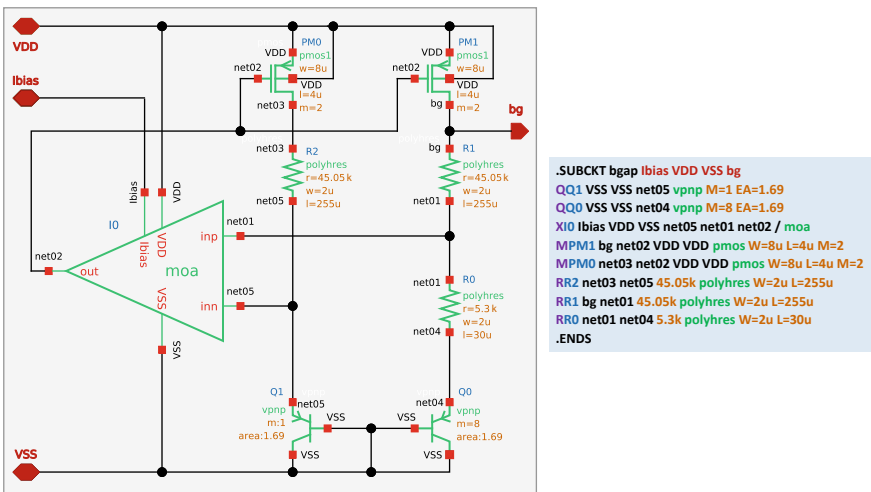 VDD
Ibias
VSS
bg
PM0
VDD
pmos1
w=8u
net02
VDD
l=4u
m=2
net03
PM1
VDD
pmos1
w=8u
net02
VDD
l=4u
m=2
bg
net03
R2
polyhres
r=45.05k
w=2u
l=255u
net05
bg
R1
polyhres
r=45.05k
w=2u
l=255u
net01
Ibias
VDD
I0
net01
inp
net02
out
Ibias
VDD
moa
VSS
net05
inn
VSS
net01
R0
polyhres
r=5.3k
w=2u
l=30u
net04
Q1
net05
vpnp
m:1
area:1.69
VSS
VSS
Q0
net04
vpnp
m=8
area:1.69
VSS
VSS
.SUBCKT bgap Ibias VDD VSS bg
QQ1 VSS VSS net05 vpnp M=1 EA=1.69
QQ0 VSS VSS net04 vpnp M=8 EA=1.69
XI0 Ibias VDD VSS net05 net01 net02 / moa
MPM1 bg net02 VDD VDD pmos W=8u L=4u M=2
MPM0 net03 net02 VDD VDD pmos W=8u L=4u M=2
RR2 net03 net05 45.05k polyhres W=2u L=255u
RR1 bg net01 45.05k polyhres W=2u L=255u
RR0 net01 net04 5.3k polyhres W=2u L=30u
.ENDS